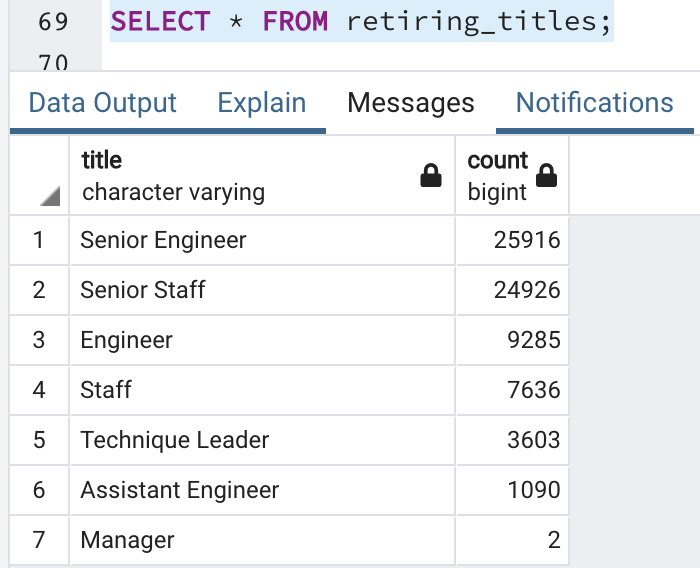 69 SELECT * FROM retiring_titles;
70
Data Output Explain Messages Notifications
title count
character varying bigint
1 Senior Engineer 25916
2 Senior Staff 24926
3 Engineer 9285
4 Staff 7636
5 Technique Leader 3603
6 Assistant Engineer 1090
7 Manager 2